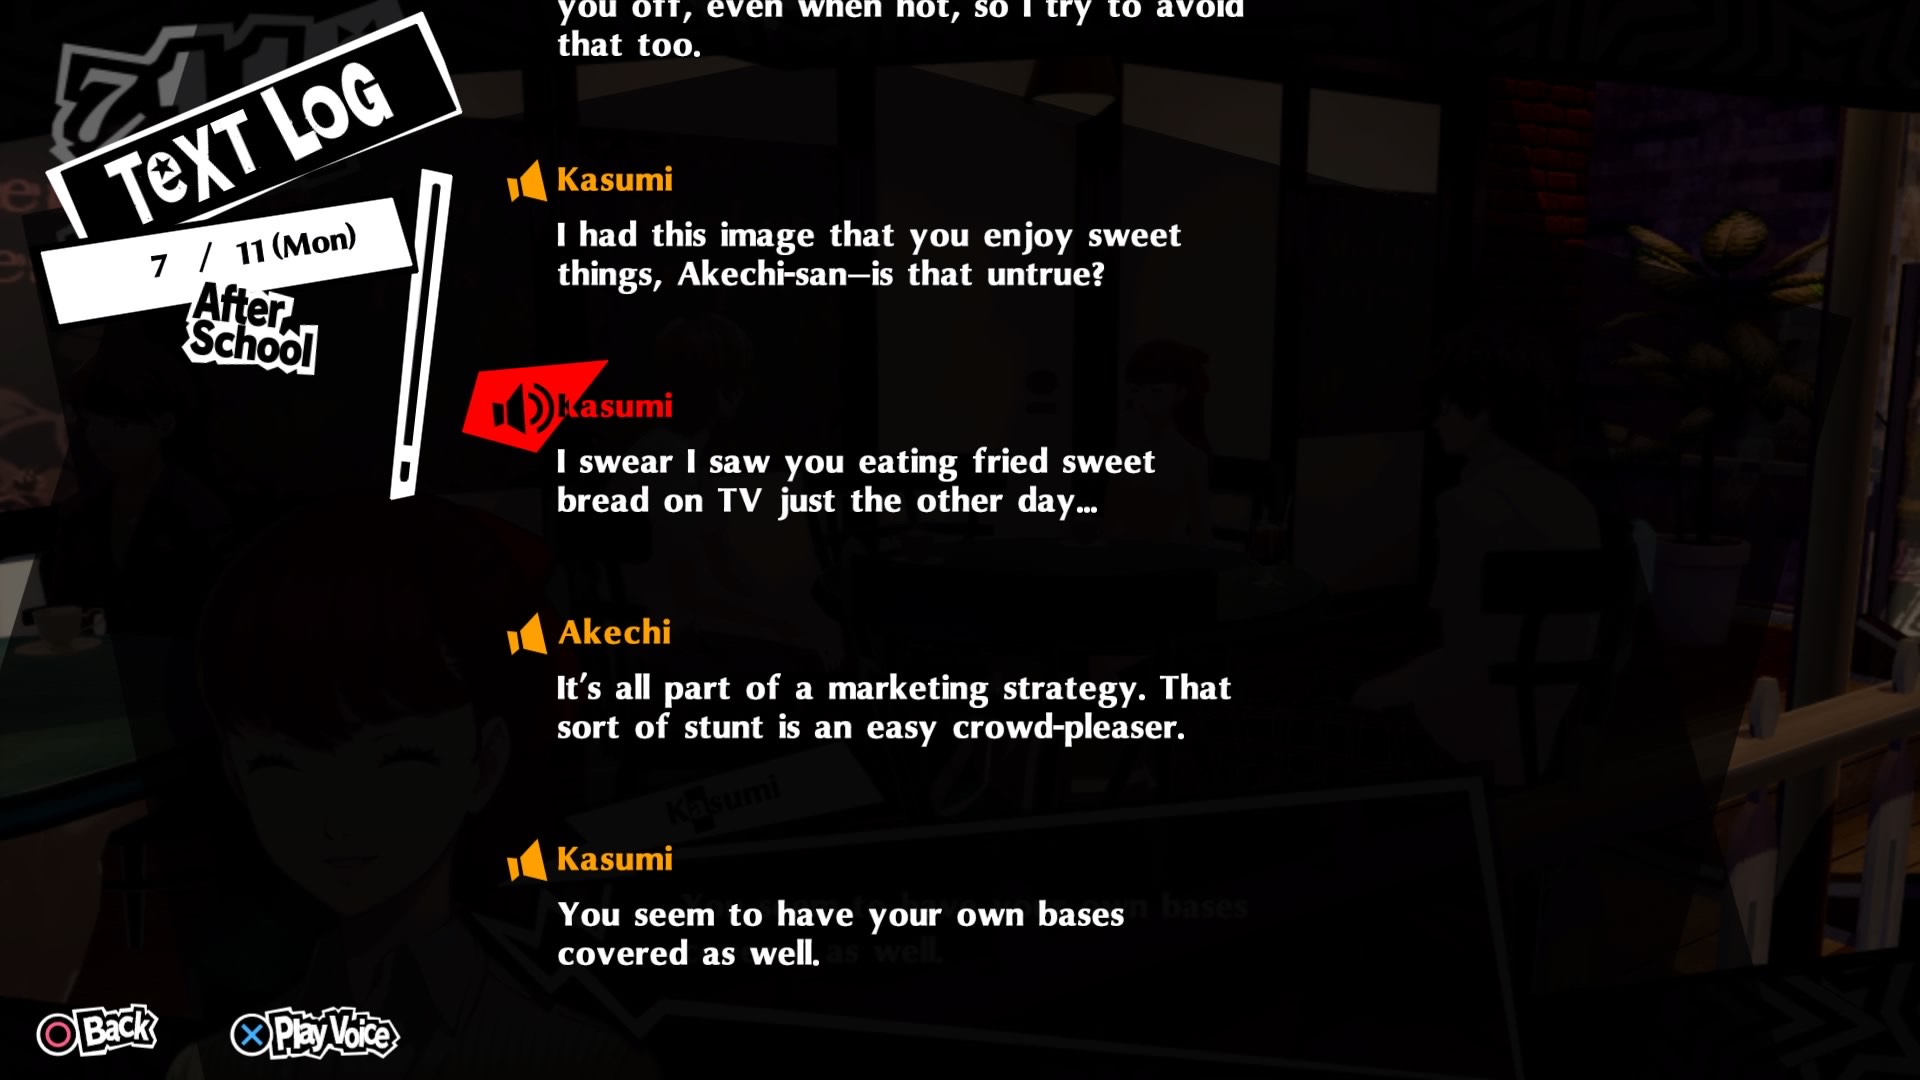 you off, even when hot, so I try to avoid
that too.
711
TeXT LOG
7 / 11 (Mon)
After
School
Kasumi
I had this image that you enjoy sweet
things, Akechi-san—is that untrue?
Kasumi
I swear I saw you eating fried sweet
bread on TV just the other day...
Akechi
It's all part of a marketing strategy. That
sort of stunt is an easy crowd-pleaser.
Kasumi
Kasumi
You seem to have your own bases
covered as well.
Back
Play Voice